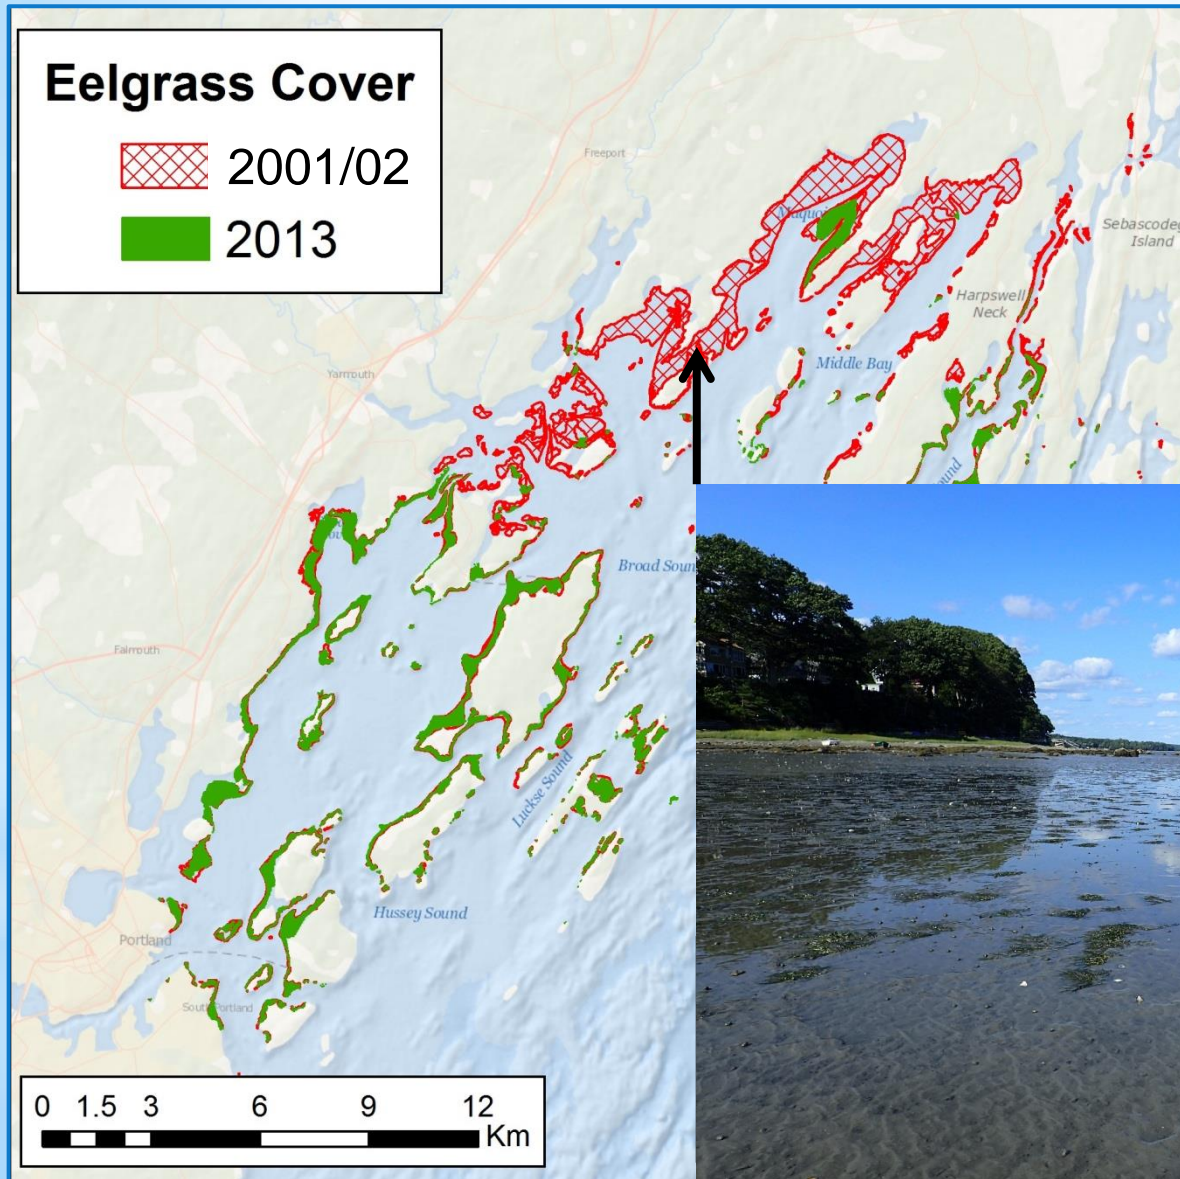 Eelgrass Cover
2001/02
2013
Freeport
Sebascodeg
Island
Harpswell
Neck
Middle Bay
Yarmouth
ound
Broad Soun
Falmouth
Luckse Sound
Hussey Sound
Portland
South Portland
0 1.5 3 6 9 12
Km